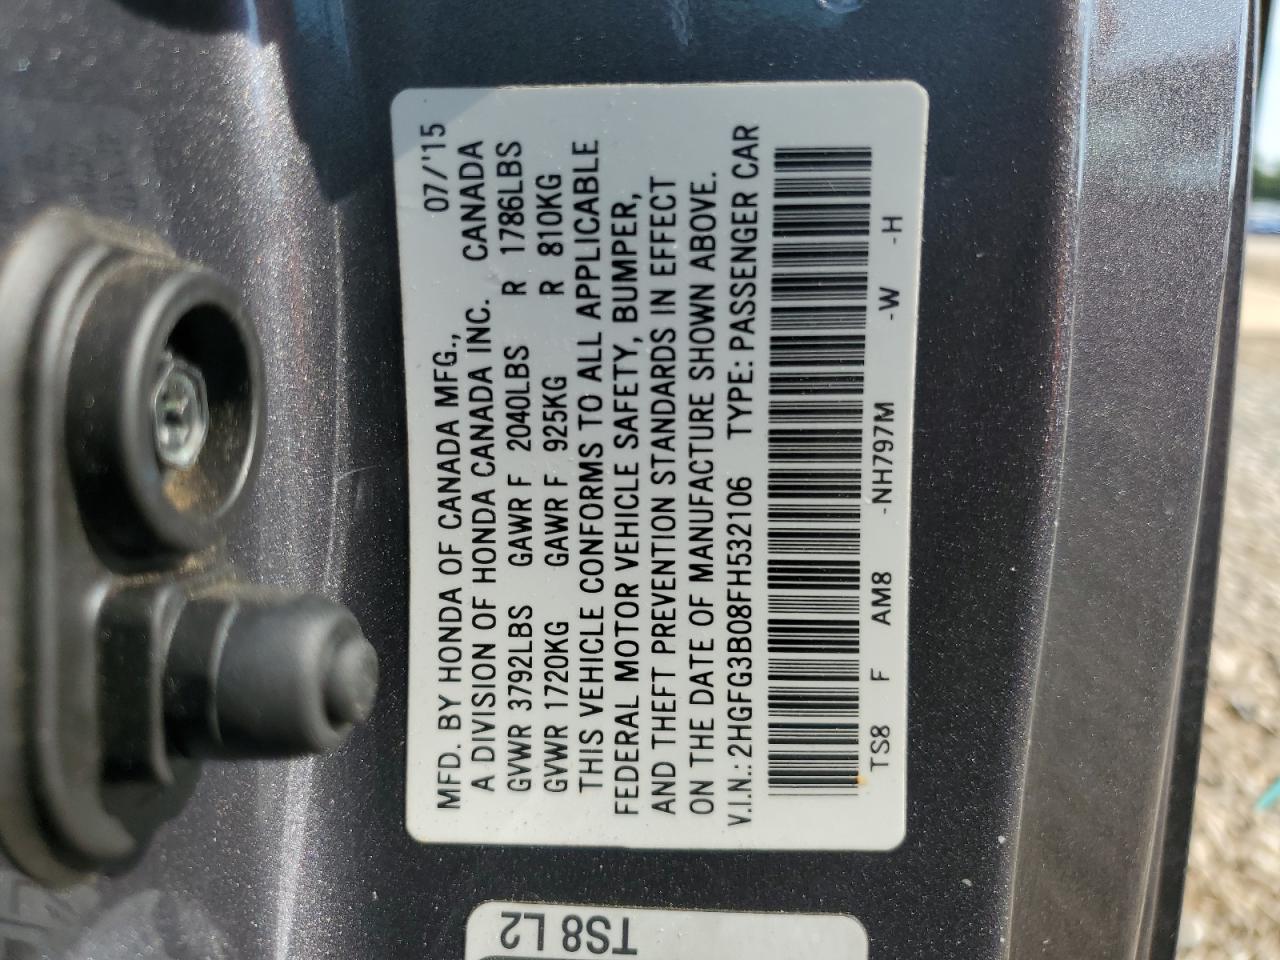 MFD. BY HONDA OF CANADA MFG., 07/'15
A DIVISION OF HONDA CANADA INC. CANADA
GVWR 3792LBS GAWR F 2040LBS R 1786LBS
GVWR 1720KG GAWR F 925KG R 810KG
THIS VEHICLE CONFORMS TO ALL APPLICABLE
FEDERAL MOTOR VEHICLE SAFETY, BUMPER,
AND THEFT PREVENTION STANDARDS IN EFFECT
ON THE DATE OF MANUFACTURE SHOWN ABOVE.
V.I.N.: 2HGFG3B08FH532106 TYPE: PASSENGER CAR
TS8 F AM8 -NH797M -W -H
TS8 L2